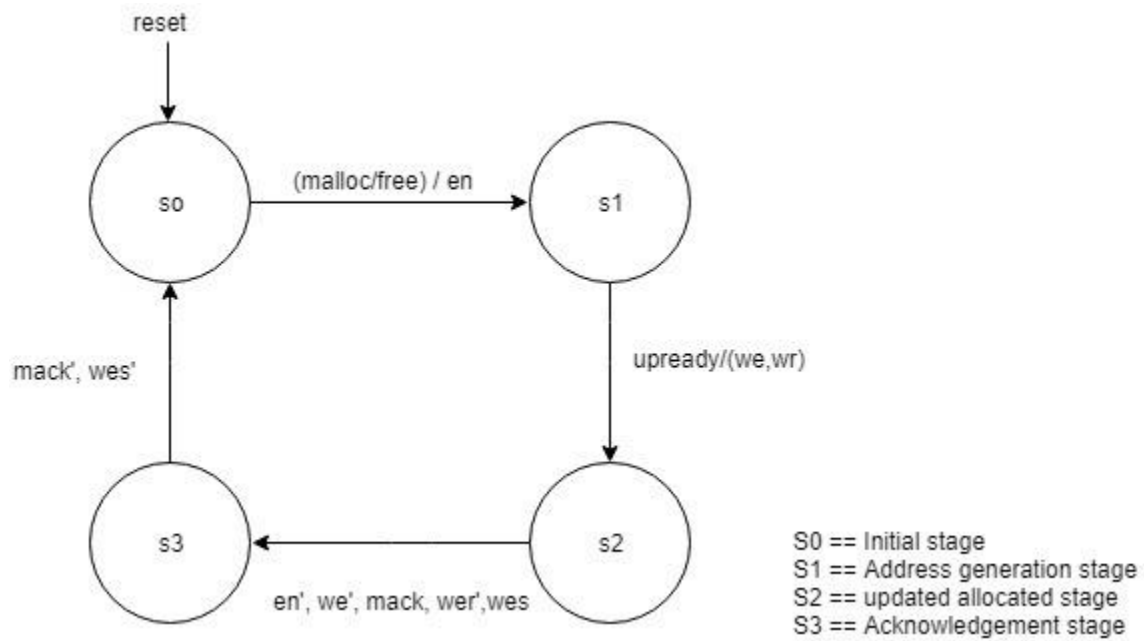 reset
so
(malloc/free) / en
s1
mack', wes'
upready/(we,wr)
s3
s2
en', we', mack, wer',wes
S0 == Initial stage
S1 == Address generation stage
S2 == updated allocated stage
S3 == Acknowledgement stage